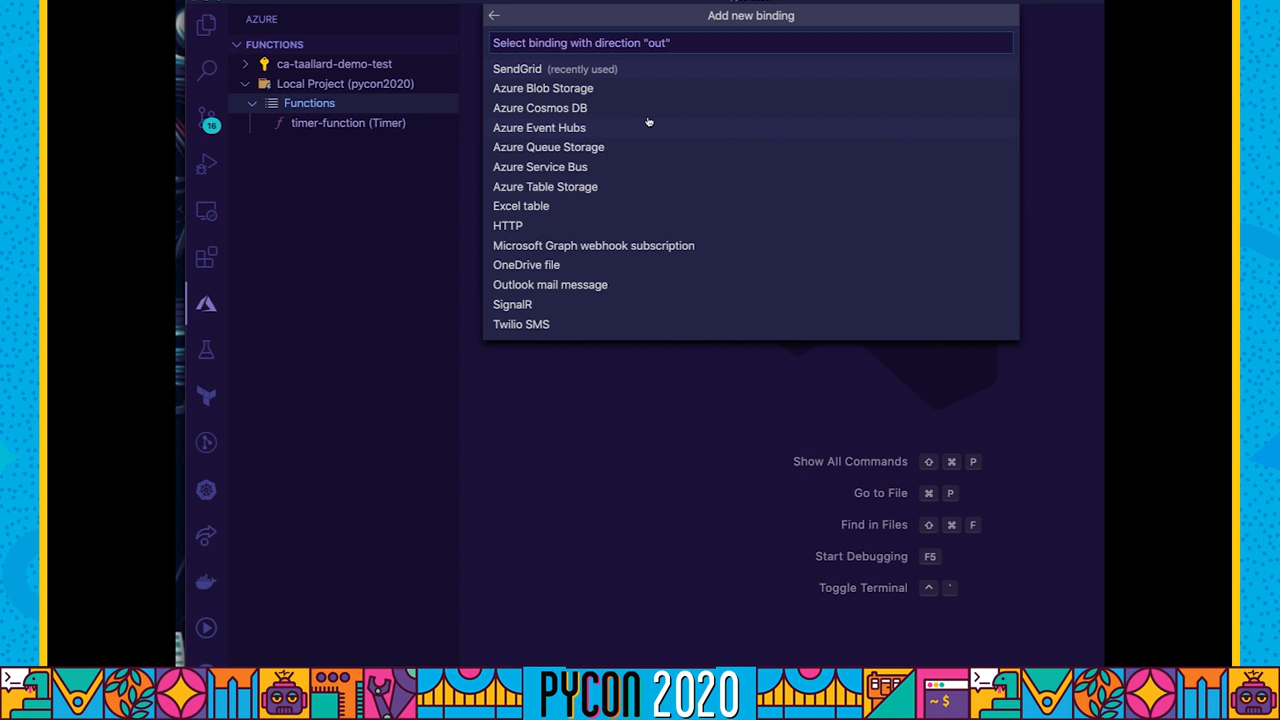 AZURE
FUNCTIONS
ca-taallard-demo-test
Local Project (pycon2020)
Functions
timer-function (Timer)
16
Add new binding
Select binding with direction "out"
SendGrid (recently used)
Azure Blob Storage
Azure Cosmos DB
Azure Event Hubs
Azure Queue Storage
Azure Service Bus
Azure Table Storage
Excel table
HTTP
Microsoft Graph webhook subscription
OneDrive file
Outlook mail message
SignalR
Twilio SMS
Show All Commands ⇧ ⌘ P
Go to File ⌘ P
Find in Files ⇧ ⌘ F
Start Debugging F5
Toggle Terminal ^ `
PYCON 2020
~ $